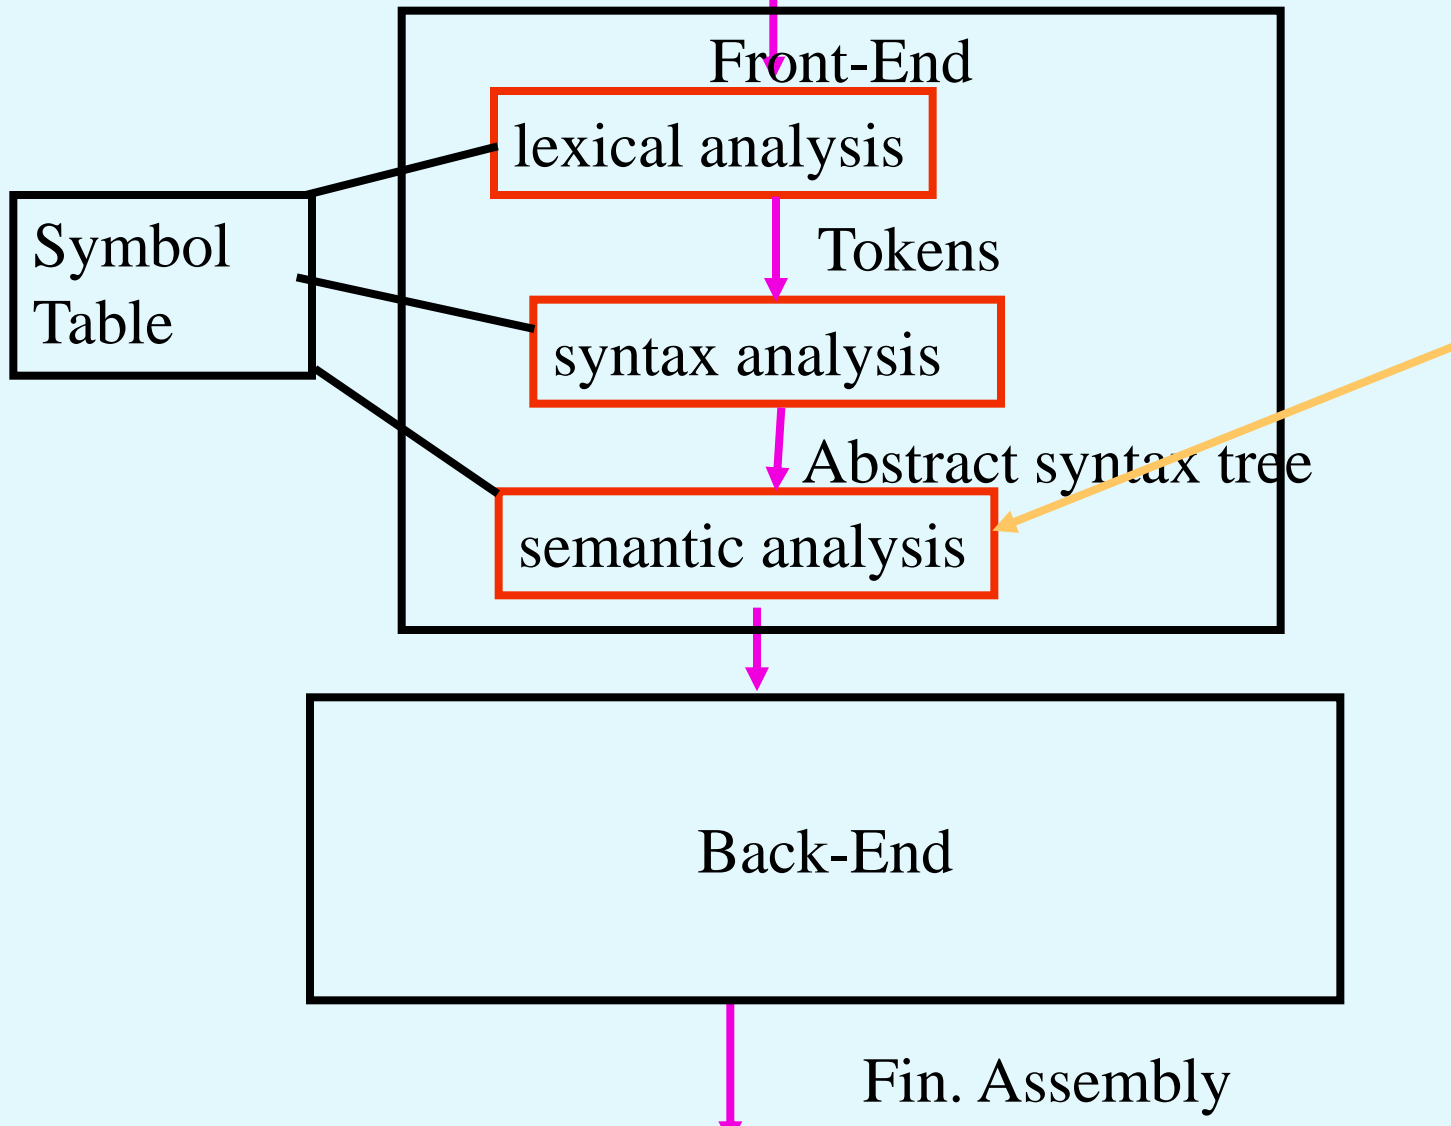 Front-End
lexical analysis
Symbol
Table
Tokens
syntax analysis
Abstract syntax tree
semantic analysis
Back-End
Fin. Assembly